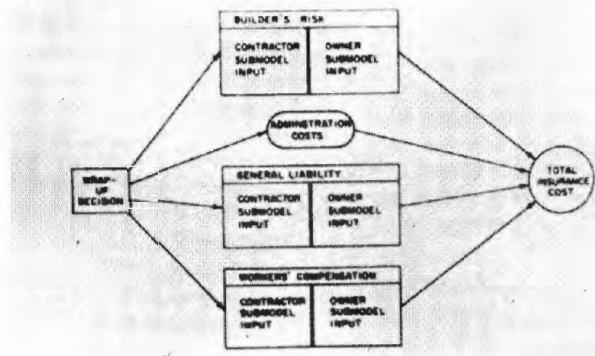 BUILDER'S RISK
CONTRACTOR
SUBMODEL
INPUT
OWNER
SUBMODEL
INPUT
ADMINISTRATION
COSTS
WRAP-
UP
DECISION
GENERAL LIABILITY
CONTRACTOR
SUBMODEL
INPUT
OWNER
SUBMODEL
INPUT
TOTAL
INSURANCE
COST
WORKERS' COMPENSATION
CONTRACTOR
SUBMODEL
INPUT
OWNER
SUBMODEL
INPUT